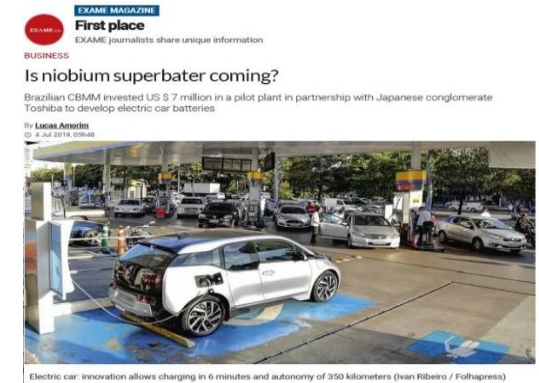 EXAME MAGAZINE
First place
EXAME journalists share unique information
BUSINESS
Is niobium superbater coming?
Brazilian CBMM invested US $ 7 million in a pilot plant in partnership with Japanese conglomerate
Toshiba to develop electric car batteries
By Lucas Amorim
4 Jul 2019, 05h46
Electric car: innovation allows charging in 6 minutes and autonomy of 350 kilometers (Ivan Ribeiro / Folhapress)